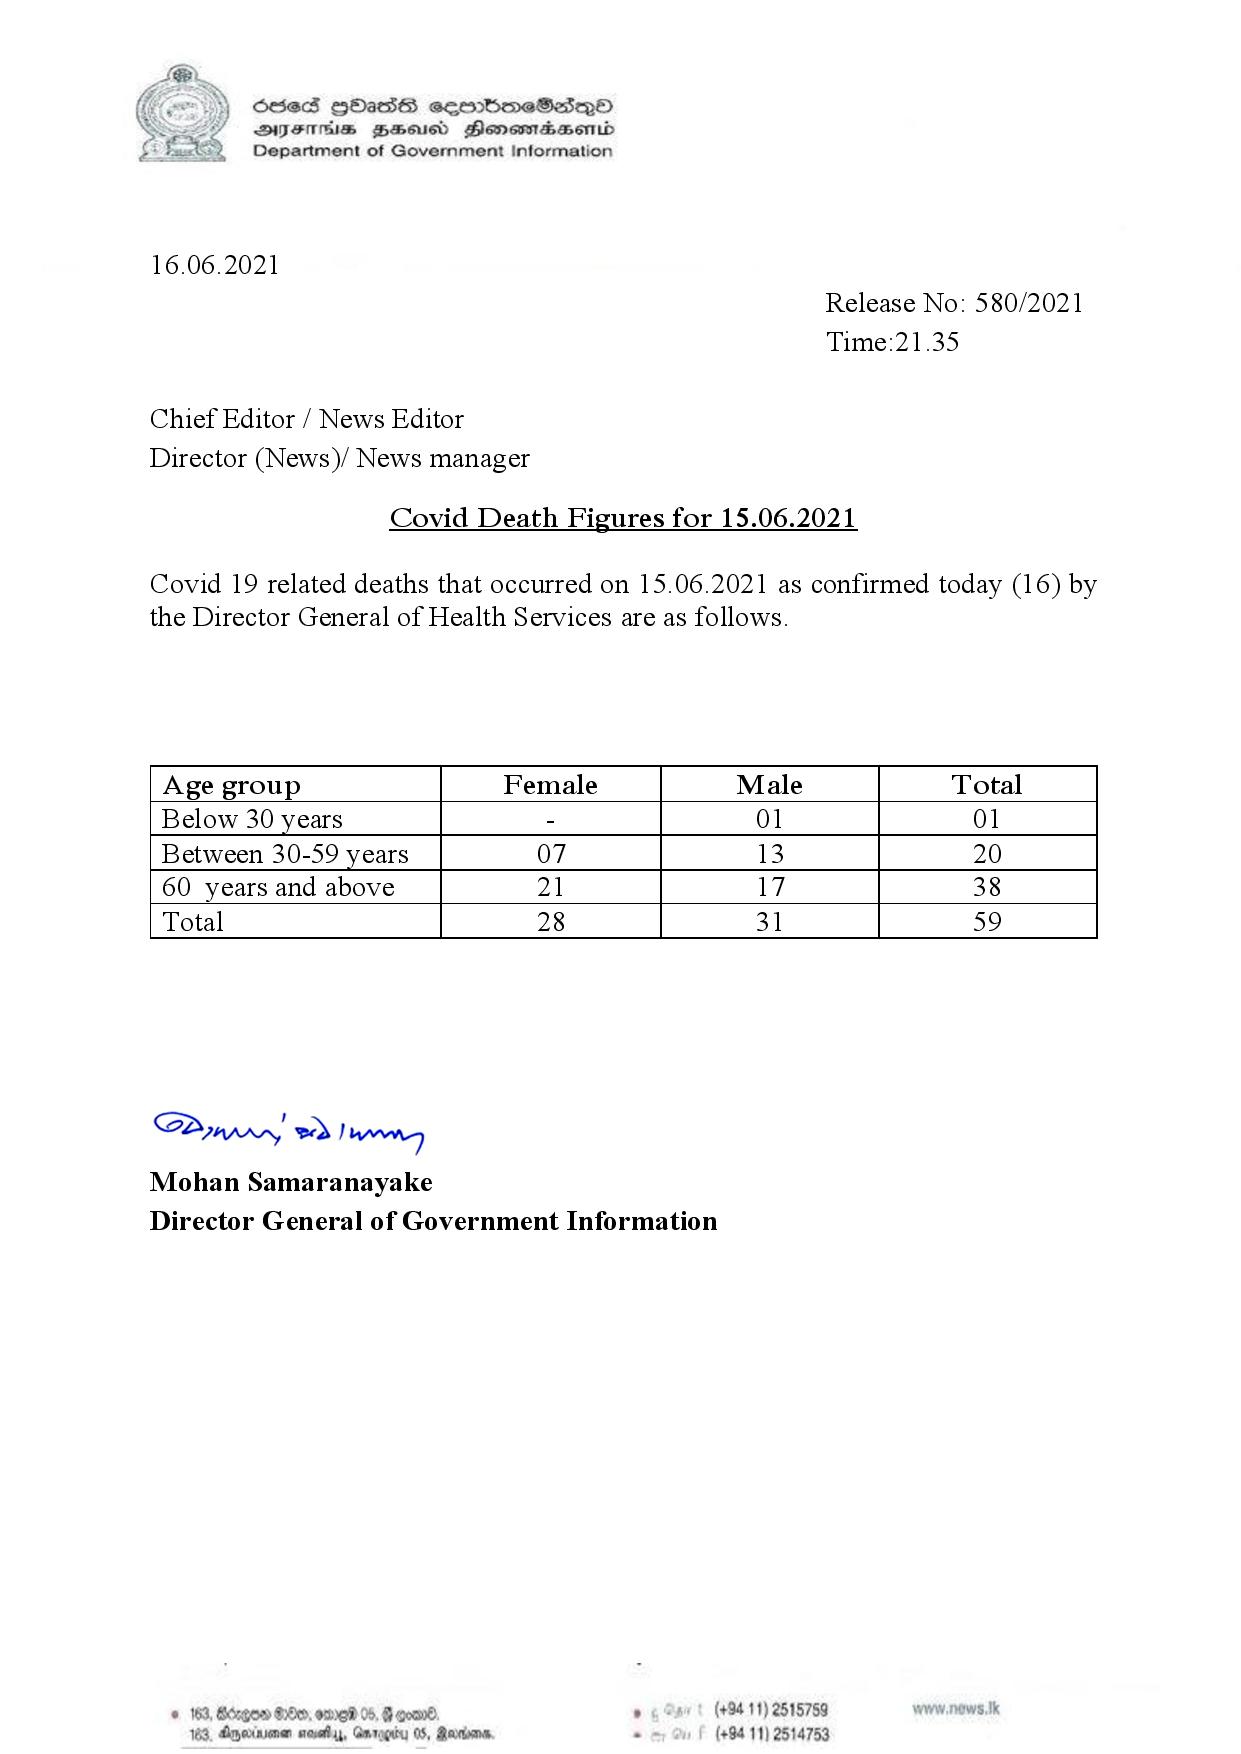 රජයේ ප්‍රවෘත්ති දෙපාර්තමේන්තුව
அரசாங்க தகவல் திணைக்களம்
Department of Government Information
16.06.2021
Release No: 580/2021
Time:21.35
Chief Editor / News Editor
Director (News)/ News manager
Covid Death Figures for 15.06.2021
Covid 19 related deaths that occurred on 15.06.2021 as confirmed today (16) by
the Director General of Health Services are as follows.
Age group Female Male Total
Below 30 years - 01 01
Between 30-59 years 07 13 20
60 years and above 21 17 38
Total 28 31 59
Mohan Samaranayake
Director General of Government Information
163, කිරුලපන මාවත, කොළඹ 05, ශ්‍රී ලංකාව.
163, கிருலப்பனை எவனியூ, கொழும்பு 05, இலங்கை.
(+94 11) 2515759
(+94 11) 2514753
www.news.lk